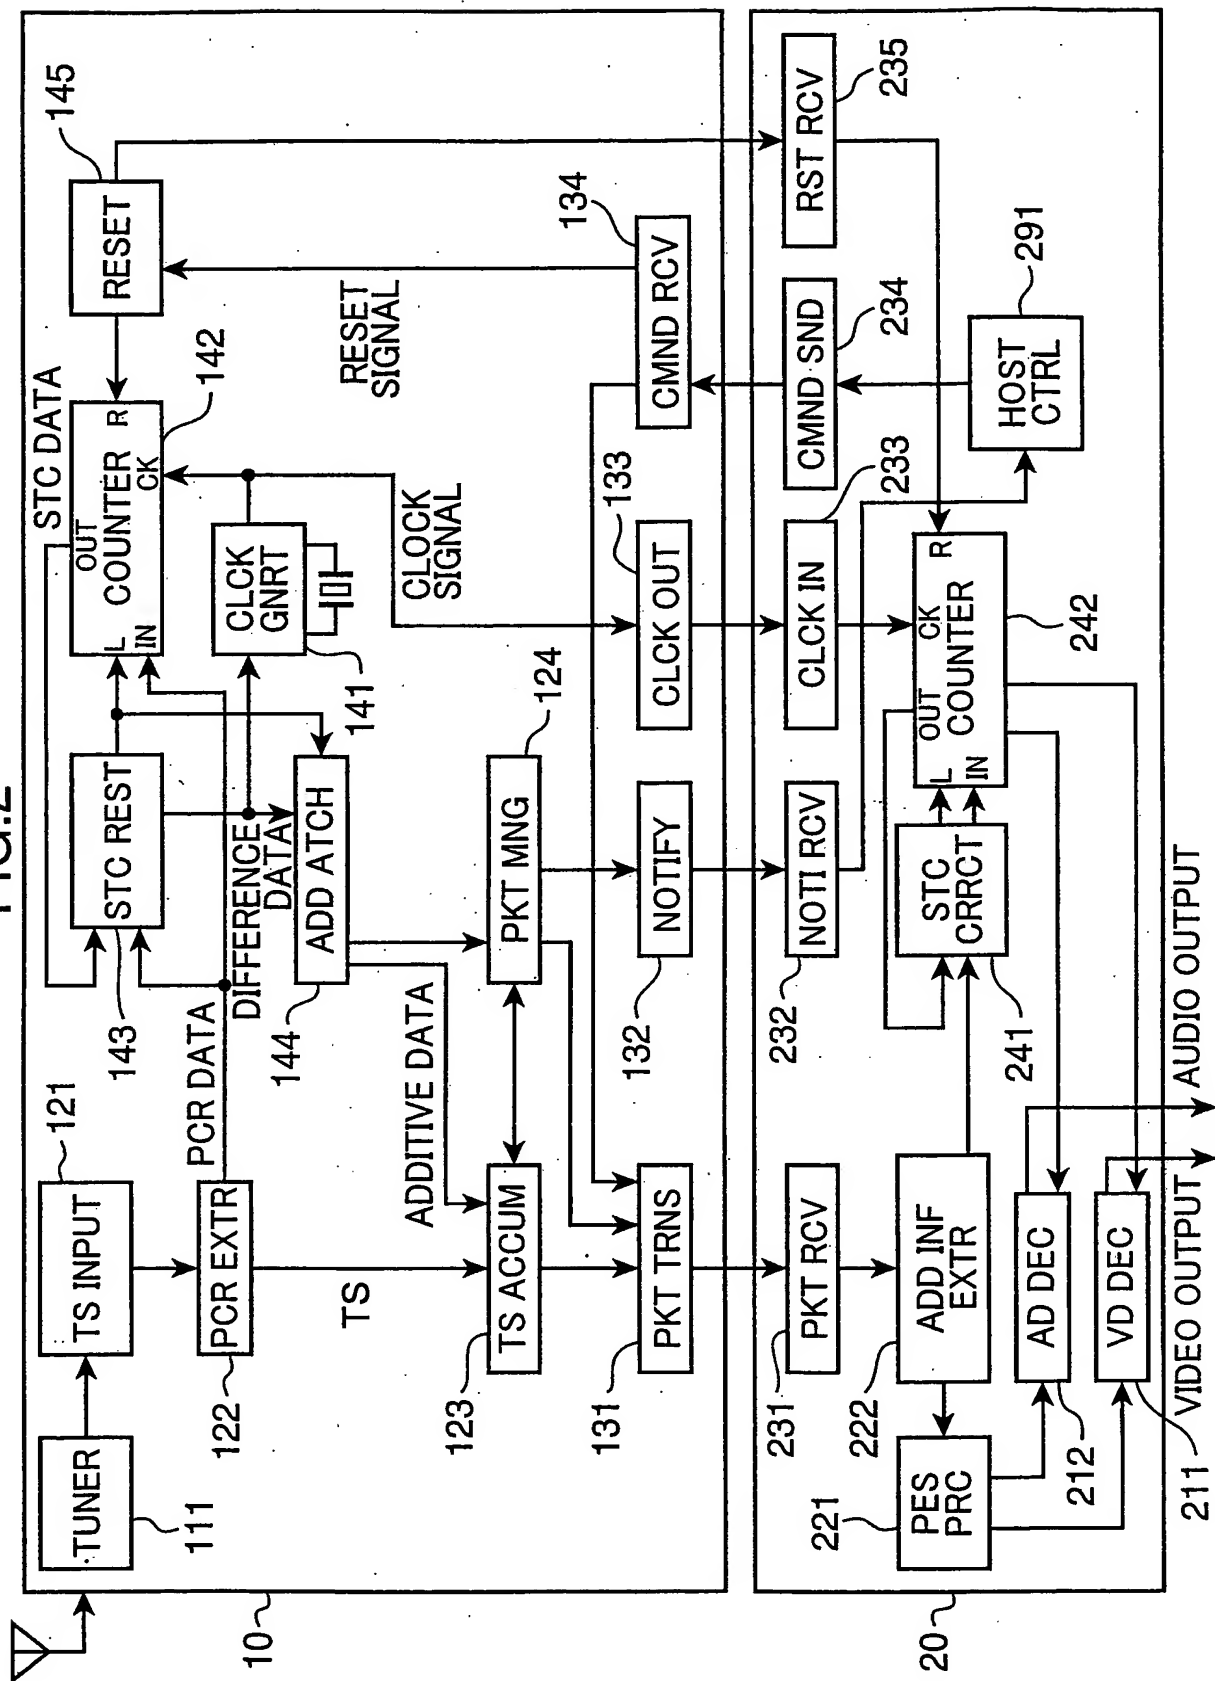 FIG.2
10
TUNER
111
TS INPUT
121
PCR EXTR
122
PCR DATA
TS
STC REST
143
STC DATA
OUT
COUNTER
L
IN
R
CK
142
RESET
145
CLCK
GNRT
141
DIFFERENCE
DATA
ADD ATCH
144
ADDITIVE DATA
CLOCK
SIGNAL
RESET
SIGNAL
TS ACCUM
123
PKT MNG
124
PKT TRNS
131
NOTIFY
132
CLCK OUT
133
CMND RCV
134
20
PKT RCV
231
NOTI RCV
232
CLCK IN
233
CMND SND
234
RST RCV
235
ADD INF
EXTR
222
PES
PRC
221
STC
CRRCT
241
OUT
CK
R
L
COUNTER
IN
242
HOST
CTRL
291
AD DEC
212
VD DEC
211
VIDEO OUTPUT
AUDIO OUTPUT